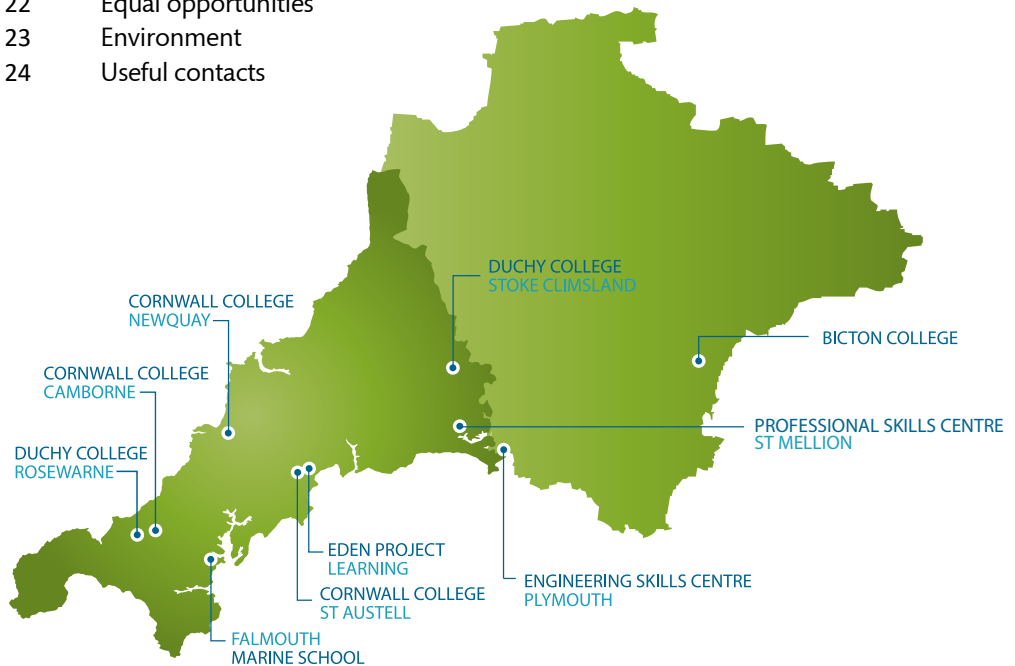 22 Equal opportunities
23 Environment
24 Useful contacts
DUCHY COLLEGE
STOKE CLIMSLAND
CORNWALL COLLEGE
NEWQUAY
BICTON COLLEGE
CORNWALL COLLEGE
CAMBORNE
PROFESSIONAL SKILLS CENTRE
ST MELLION
DUCHY COLLEGE
ROSEWARNE
EDEN PROJECT
LEARNING
ENGINEERING SKILLS CENTRE
PLYMOUTH
CORNWALL COLLEGE
ST AUSTELL
FALMOUTH
MARINE SCHOOL